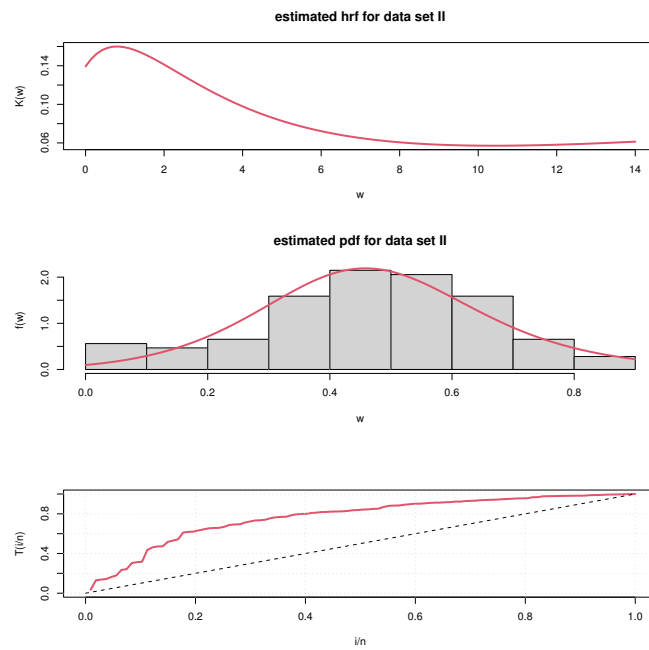 estimated hrf for data set II
K(w)
0.06 0.10 0.14
0 2 4 6 8 10 12 14
w
estimated pdf for data set II
f(w)
0.0 1.0 2.0
0.0 0.2 0.4 0.6 0.8
w
T(i/n)
0.0 0.4 0.8
0.0 0.2 0.4 0.6 0.8 1.0
i/n